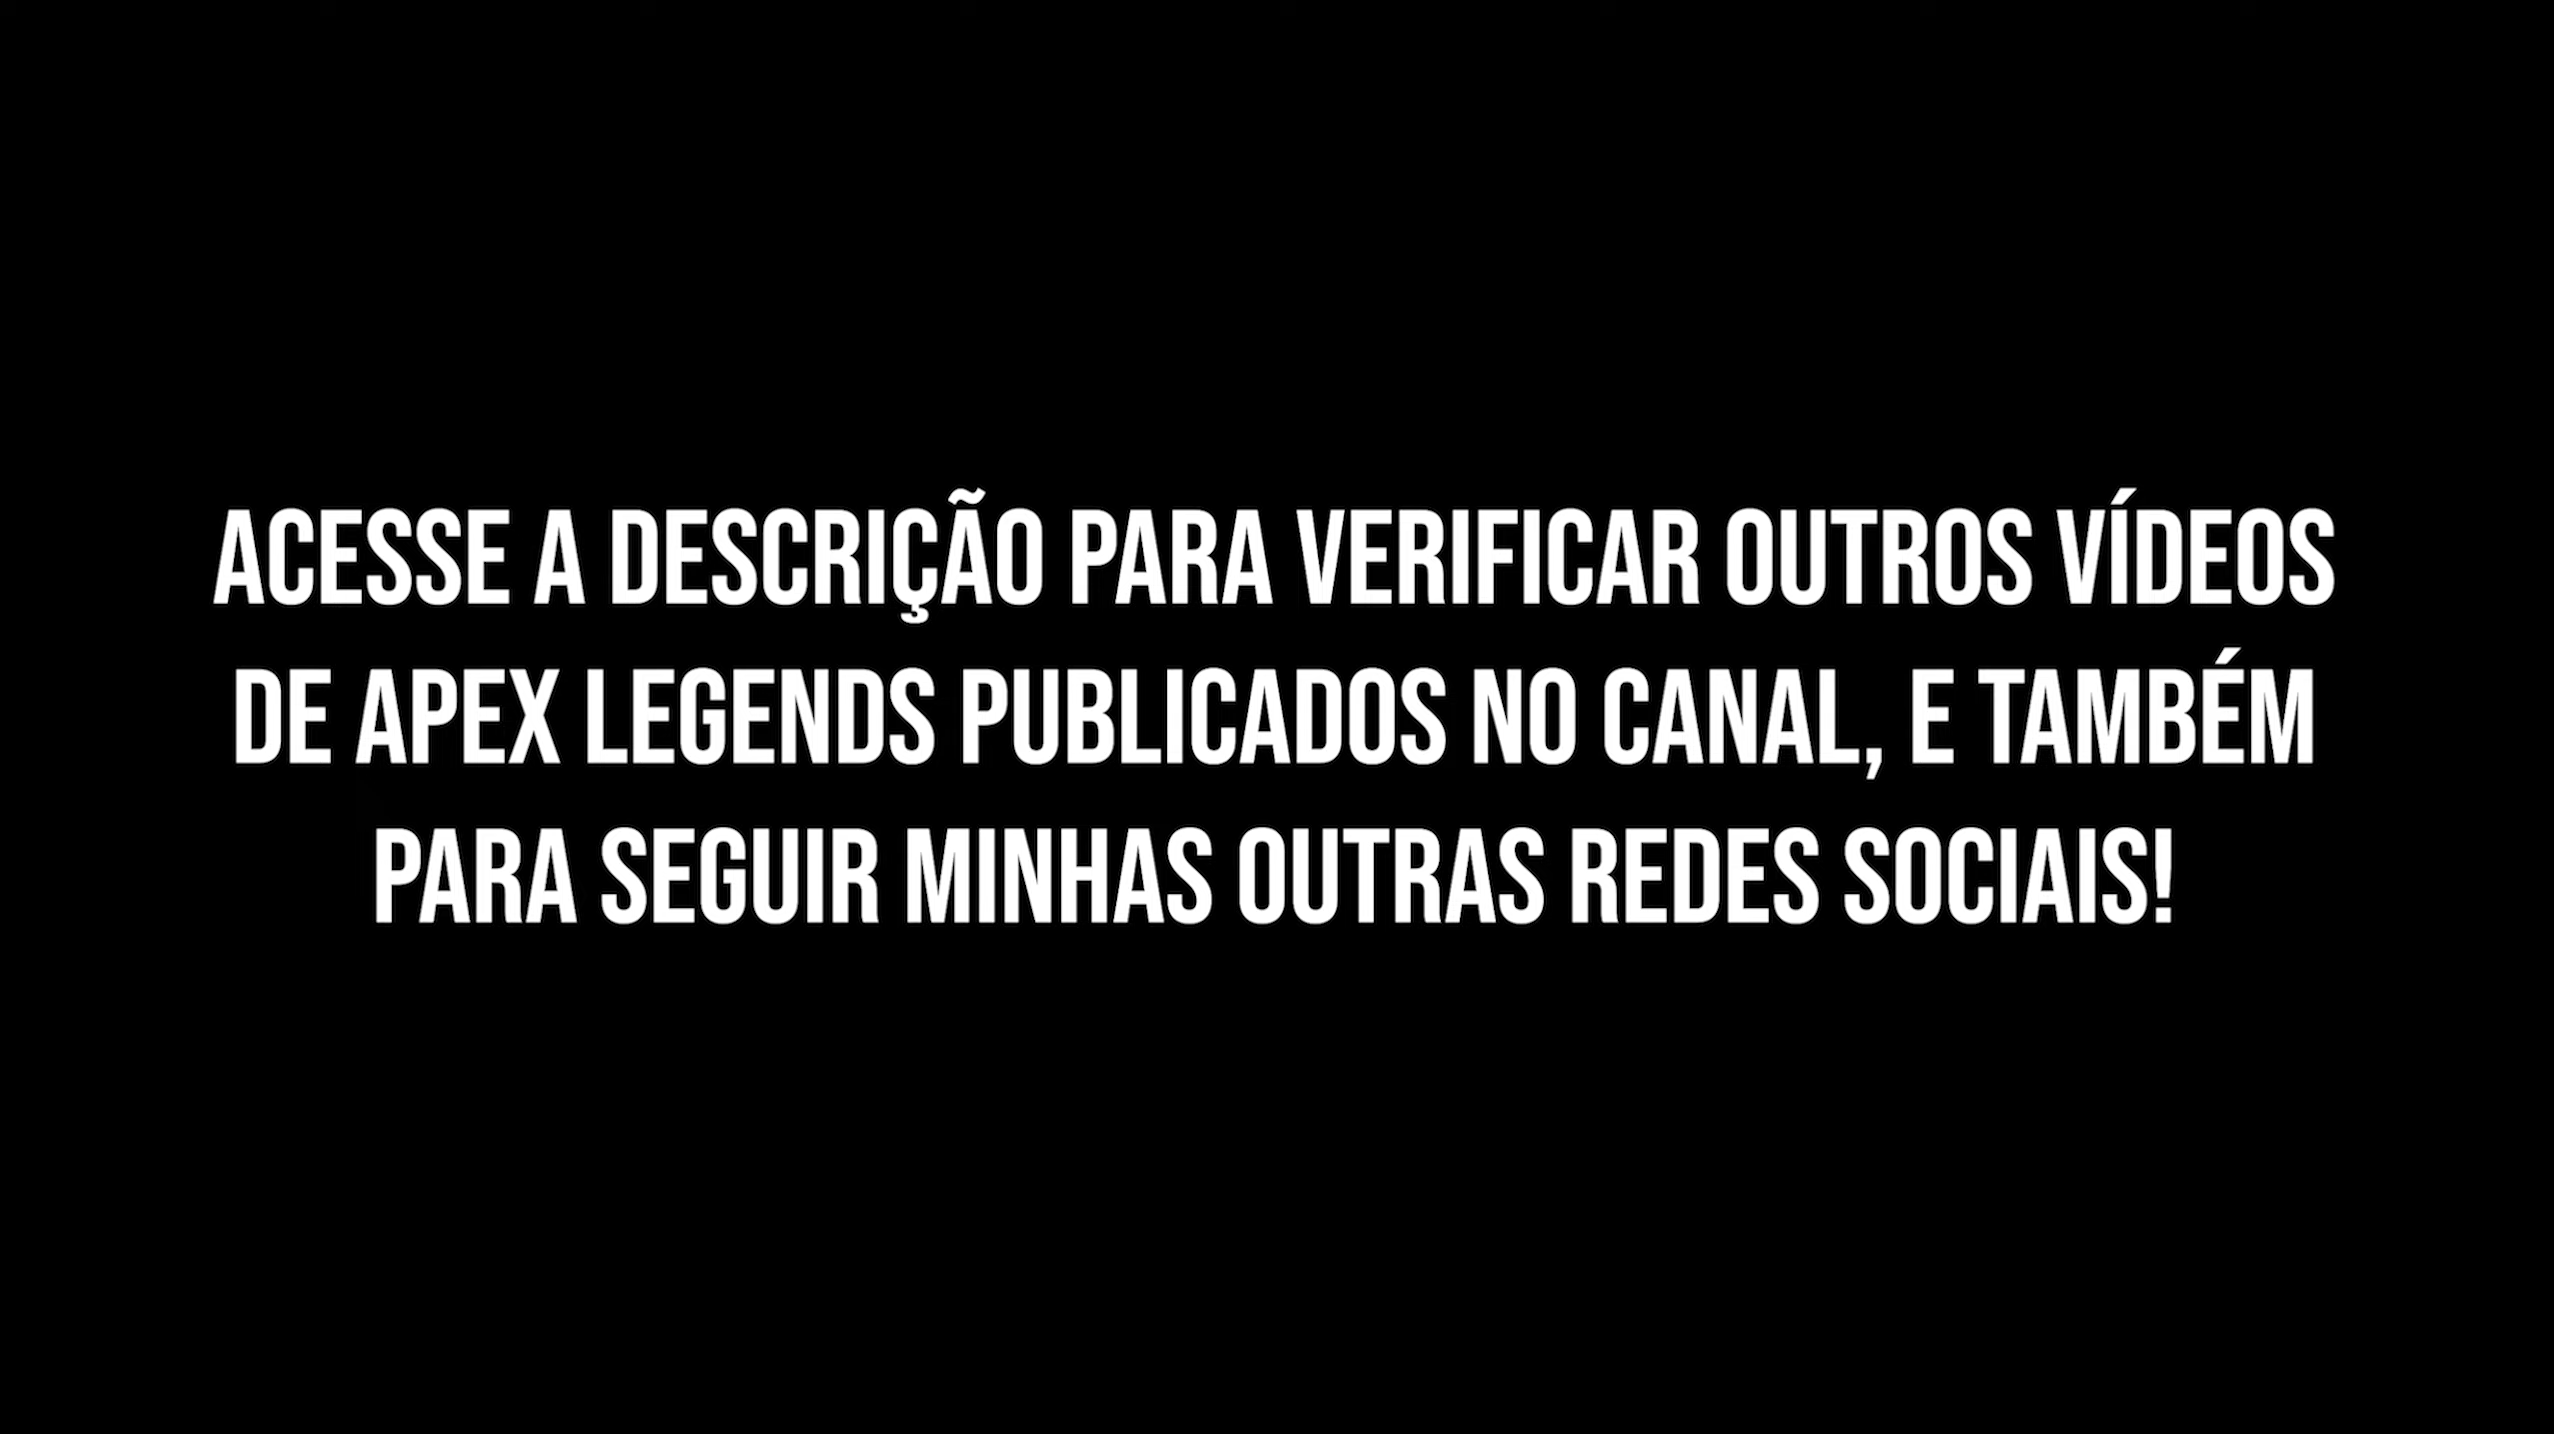 ACESSE A DESCRIÇÃO PARA VERIFICAR OUTROS VÍDEOS
DE APEX LEGENDS PUBLICADOS NO CANAL, E TAMBÉM
PARA SEGUIR MINHAS OUTRAS REDES SOCIAIS!